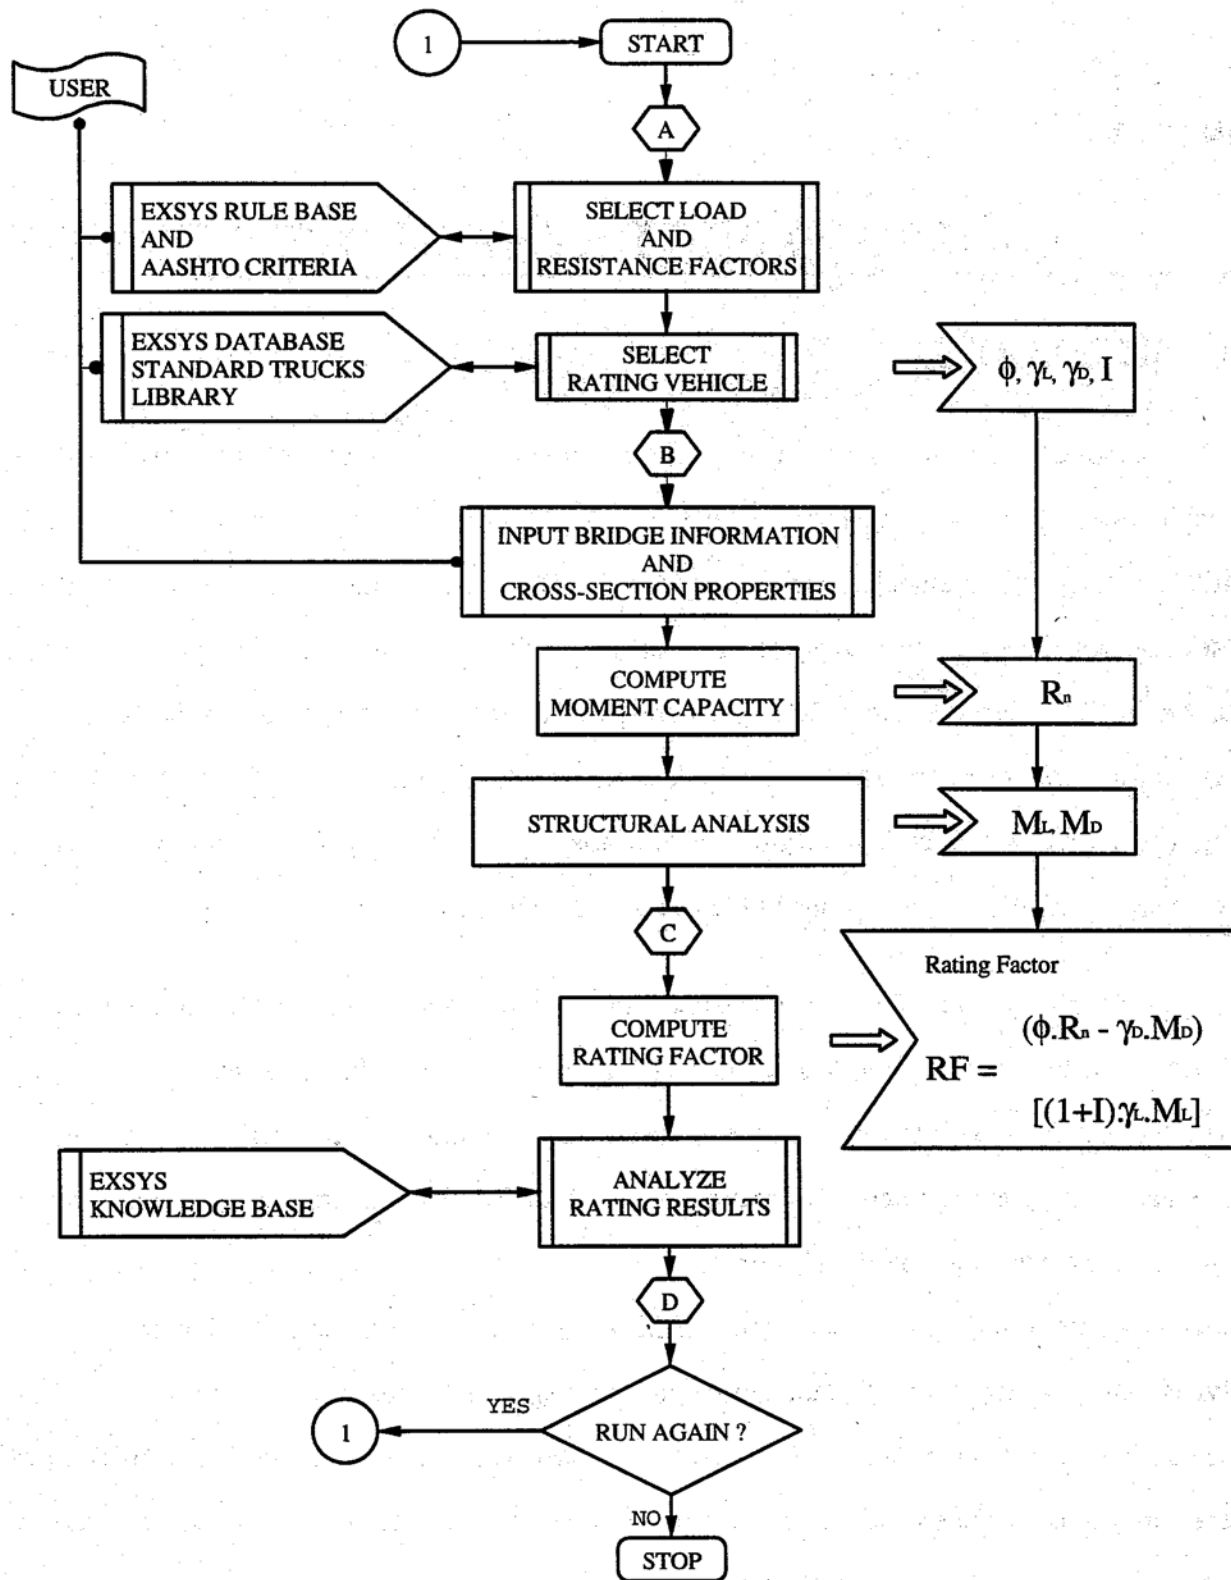 1
START
USER
A
EXSYS RULE BASE
AND
AASHTO CRITERIA
SELECT LOAD
AND
RESISTANCE FACTORS
EXSYS DATABASE
STANDARD TRUCKS
LIBRARY
SELECT
RATING VEHICLE
ϕ, γL, γD, I
B
INPUT BRIDGE INFORMATION
AND
CROSS-SECTION PROPERTIES
COMPUTE
MOMENT CAPACITY
Rn
STRUCTURAL ANALYSIS
ML, MD
C
Rating Factor
COMPUTE
RATING FACTOR
(ϕ.Rn - γD.MD)
RF =
[(1+I).γL.ML]
EXSYS
KNOWLEDGE BASE
ANALYZE
RATING RESULTS
D
YES
1
RUN AGAIN ?
NO
STOP